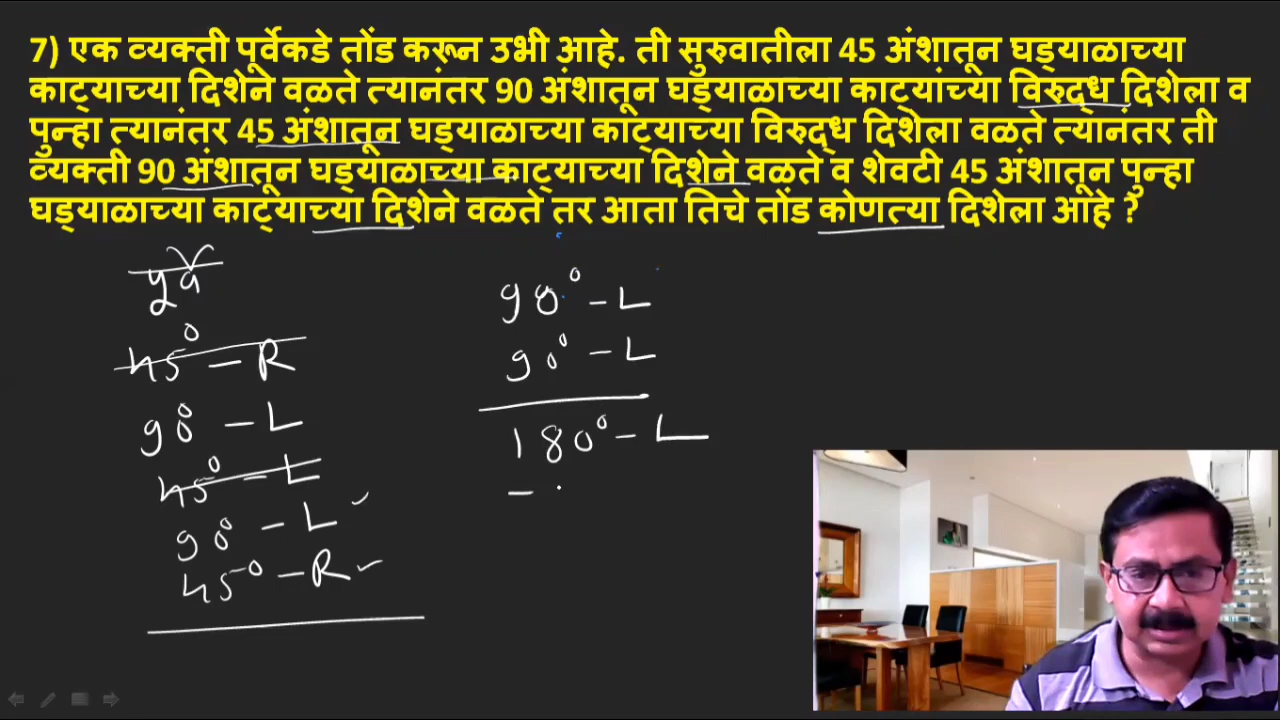 7) एक व्यक्ती पूर्वेकडे तोंड करून उभी आहे. ती सुरुवातीला 45 अंशातून घड्याळाच्या
काट्याच्या दिशेने वळते त्यानंतर 90 अंशातून घड्याळाच्या काट्यांच्या विरुद्ध दिशेला व
पुन्हा त्यानंतर 45 अंशातून घड्याळाच्या काट्याच्या विरुद्ध दिशेला वळते त्यानंतर ती
व्यक्ती 90 अंशातून घड्याळाच्या काट्याच्या दिशेने वळते व शेवटी 45 अंशातून पुन्हा
घड्याळाच्या काट्याच्या दिशेने वळते तर आता तिचे तोंड कोणत्या दिशेला आहे ?
पूर्व
45° - R
90° - L
45° - L
90° - L
45° - R
90° - L
90° - L
180° - L
-